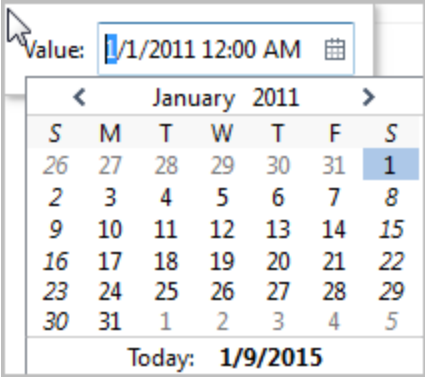 Value: 1/1/2011 12:00 AM
January 2011
S M T W T F S
26 27 28 29 30 31 1
2 3 4 5 6 7 8
9 10 11 12 13 14 15
16 17 18 19 20 21 22
23 24 25 26 27 28 29
30 31 1 2 3 4 5
Today: 1/9/2015